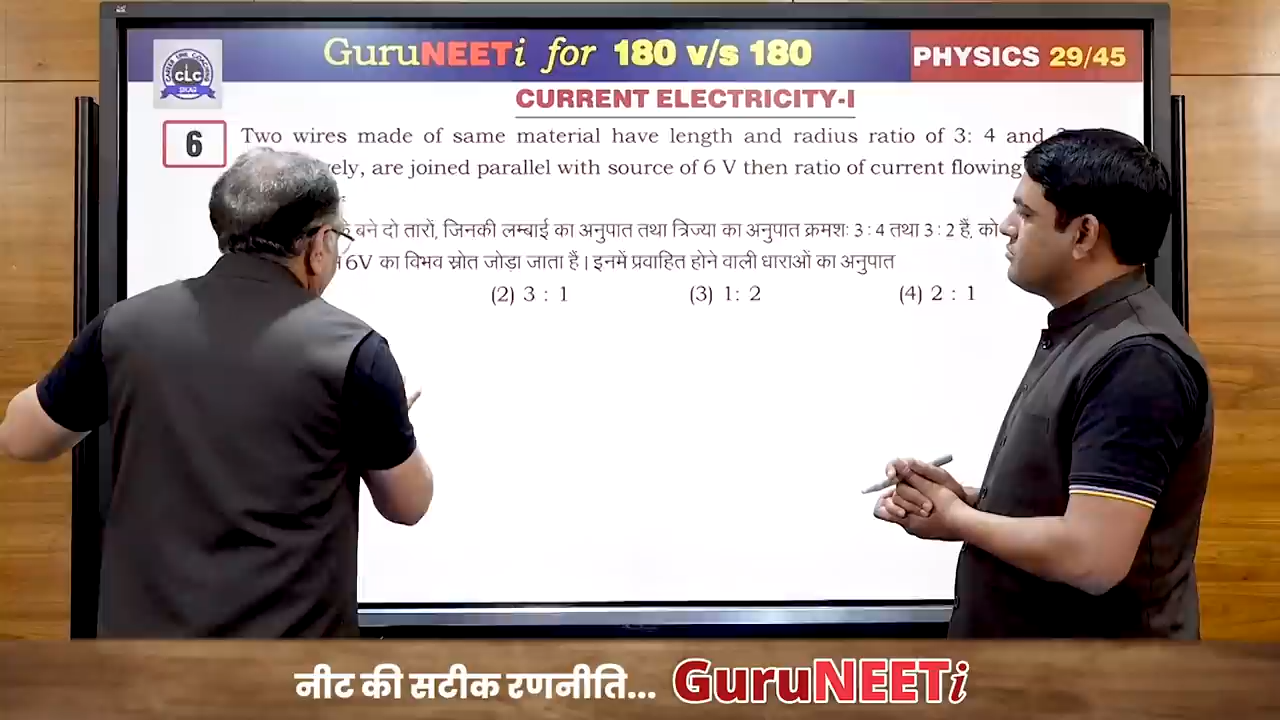 GuruNEETi for 180 v/s 180
PHYSICS 29/45
CLC
SIKAR
CURRENT ELECTRICITY-I
6
Two wires made of same material have length and radius ratio of 3: 4 and
are joined parallel with source of 6 V then ratio of current flowing
बने दो तारों, जिनकी लम्बाई का अनुपात तथा त्रिज्या का अनुपात क्रमशः 3 : 4 तथा 3 : 2 हैं, को
6V का विभव स्रोत जोड़ा जाता है। इनमें प्रवाहित होने वाली धाराओं का अनुपात
(2) 3 : 1 (3) 1: 2 (4) 2 : 1
नीट की सटीक रणनीति... GuruNEETi